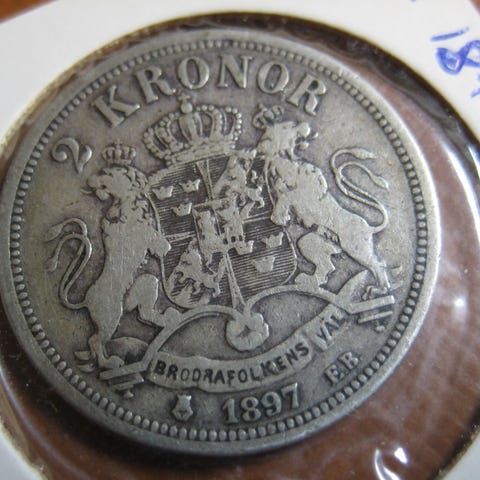 2 KRONOR
BRODRAFOLKENS VÄL
1897 E.B.